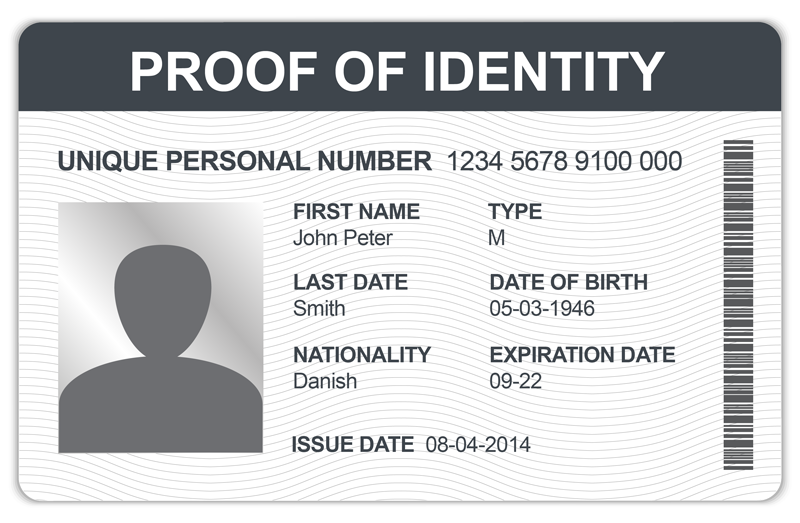 PROOF OF IDENTITY
UNIQUE PERSONAL NUMBER 1234 5678 9100 000
FIRST NAME TYPE
John Peter M
LAST DATE DATE OF BIRTH
Smith 05-03-1946
NATIONALITY EXPIRATION DATE
Danish 09-22
ISSUE DATE 08-04-2014